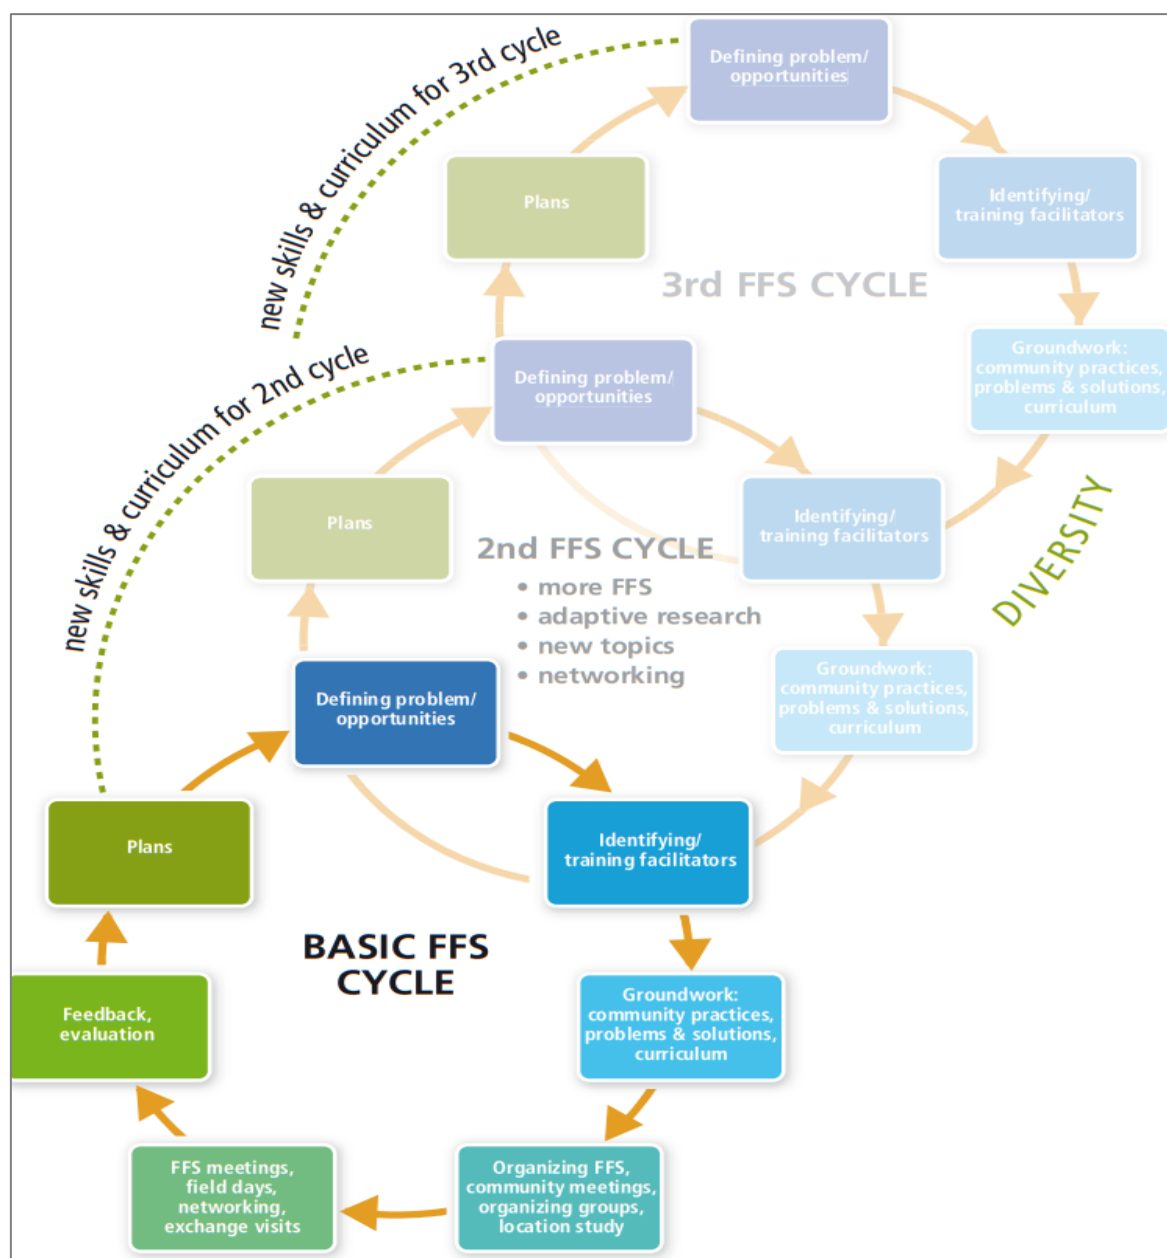 new skills & curriculum for 3rd cycle
Defining problem/
opportunities
Plans
Identifying/
training facilitators
3rd FFS CYCLE
Groundwork:
community practices,
problems & solutions,
curriculum
new skills & curriculum for 2nd cycle
Defining problem/
opportunities
Plans
Identifying/
training facilitators
2nd FFS CYCLE
• more FFS
• adaptive research
• new topics
• networking
DIVERSITY
Groundwork:
community practices,
problems & solutions,
curriculum
Defining problem/
opportunities
Plans
Identifying/
training facilitators
BASIC FFS
CYCLE
Feedback,
evaluation
Groundwork:
community practices,
problems & solutions,
curriculum
FFS meetings,
field days,
networking,
exchange visits
Organizing FFS,
community meetings,
organizing groups,
location study